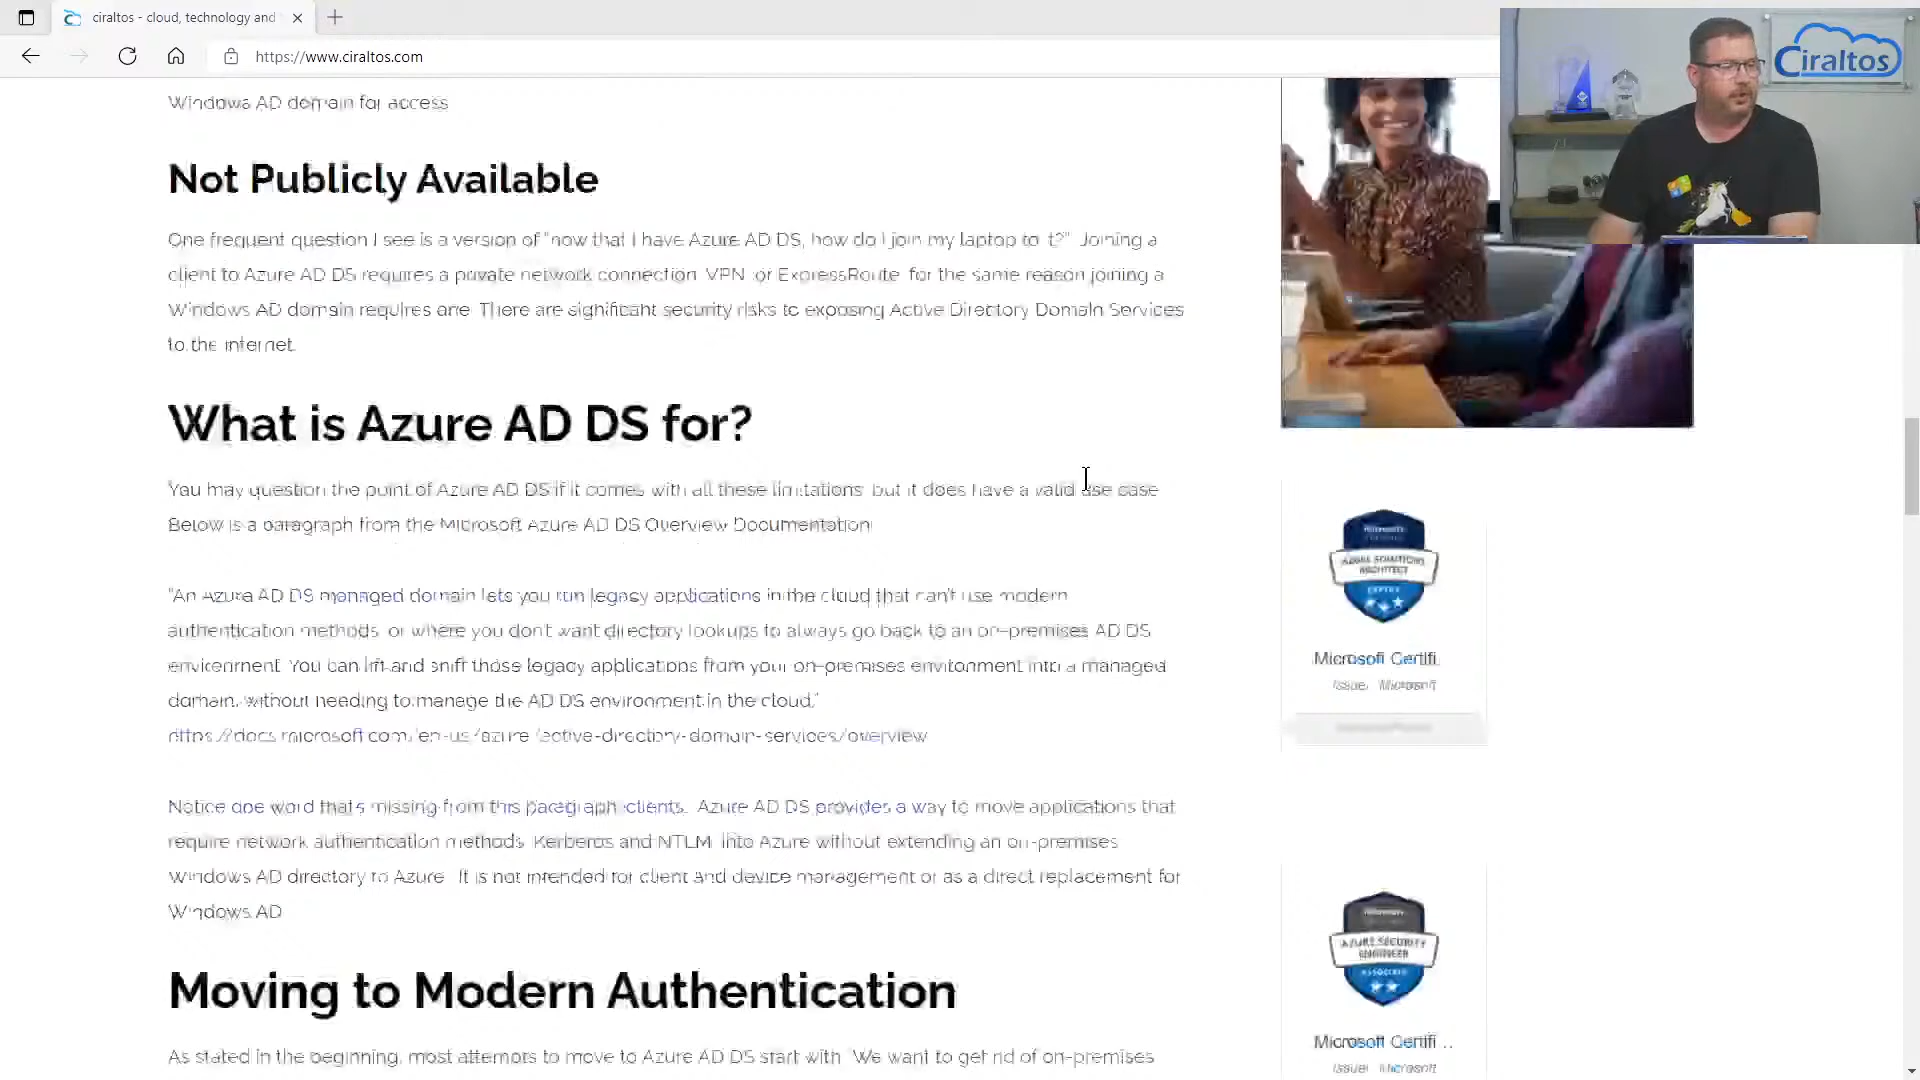 ciraltos - cloud, technology and
https://www.ciraltos.com
Ciraltos
Windows AD domain for access
Not Publicly Available
One frequent question I see is a version of "now that I have Azure AD DS, how do I join my laptop to it?" Joining a
client to Azure AD DS requires a private network connection VPN or ExpressRoute for the same reason joining a
Windows AD domain requires one. There are significant security risks to exposing Active Directory Domain Services
to the internet.
What is Azure AD DS for?
You may question the point of Azure AD DS if it comes with all these limitations but it does have a valid use case
Below is a paragraph from the Microsoft Azure AD DS Overview Documentation
"An Azure AD DS managed domain lets you run legacy applications in the cloud that can't use modern
authentication methods, or where you don't want directory lookups to always go back to an on-premises AD DS
environment. You can lift and shift those legacy applications from your on-premises environment into a managed
domain, without needing to manage the AD DS environment in the cloud."
https://docs.microsoft.com/en-us/azure/active-directory-domain-services/overview
Notice one word that's missing from this paragraph clients. Azure AD DS provides a way to move applications that
require network authentication methods Kerberos and NTLM into Azure without extending an on-premises
Windows AD directory to Azure. It is not intended for client and device management or as a direct replacement for
Windows AD
Moving to Modern Authentication
As stated in the beginning, most attempts to move to Azure AD DS start with "We want to get rid of on-premises
AZURE SOLUTIONS
ARCHITECT
EXPERT
Microsoft Certifi
Microsoft
AZURE SECURITY
ENGINEER
ASSOCIATE
Microsoft Certifi ..
Microsoft